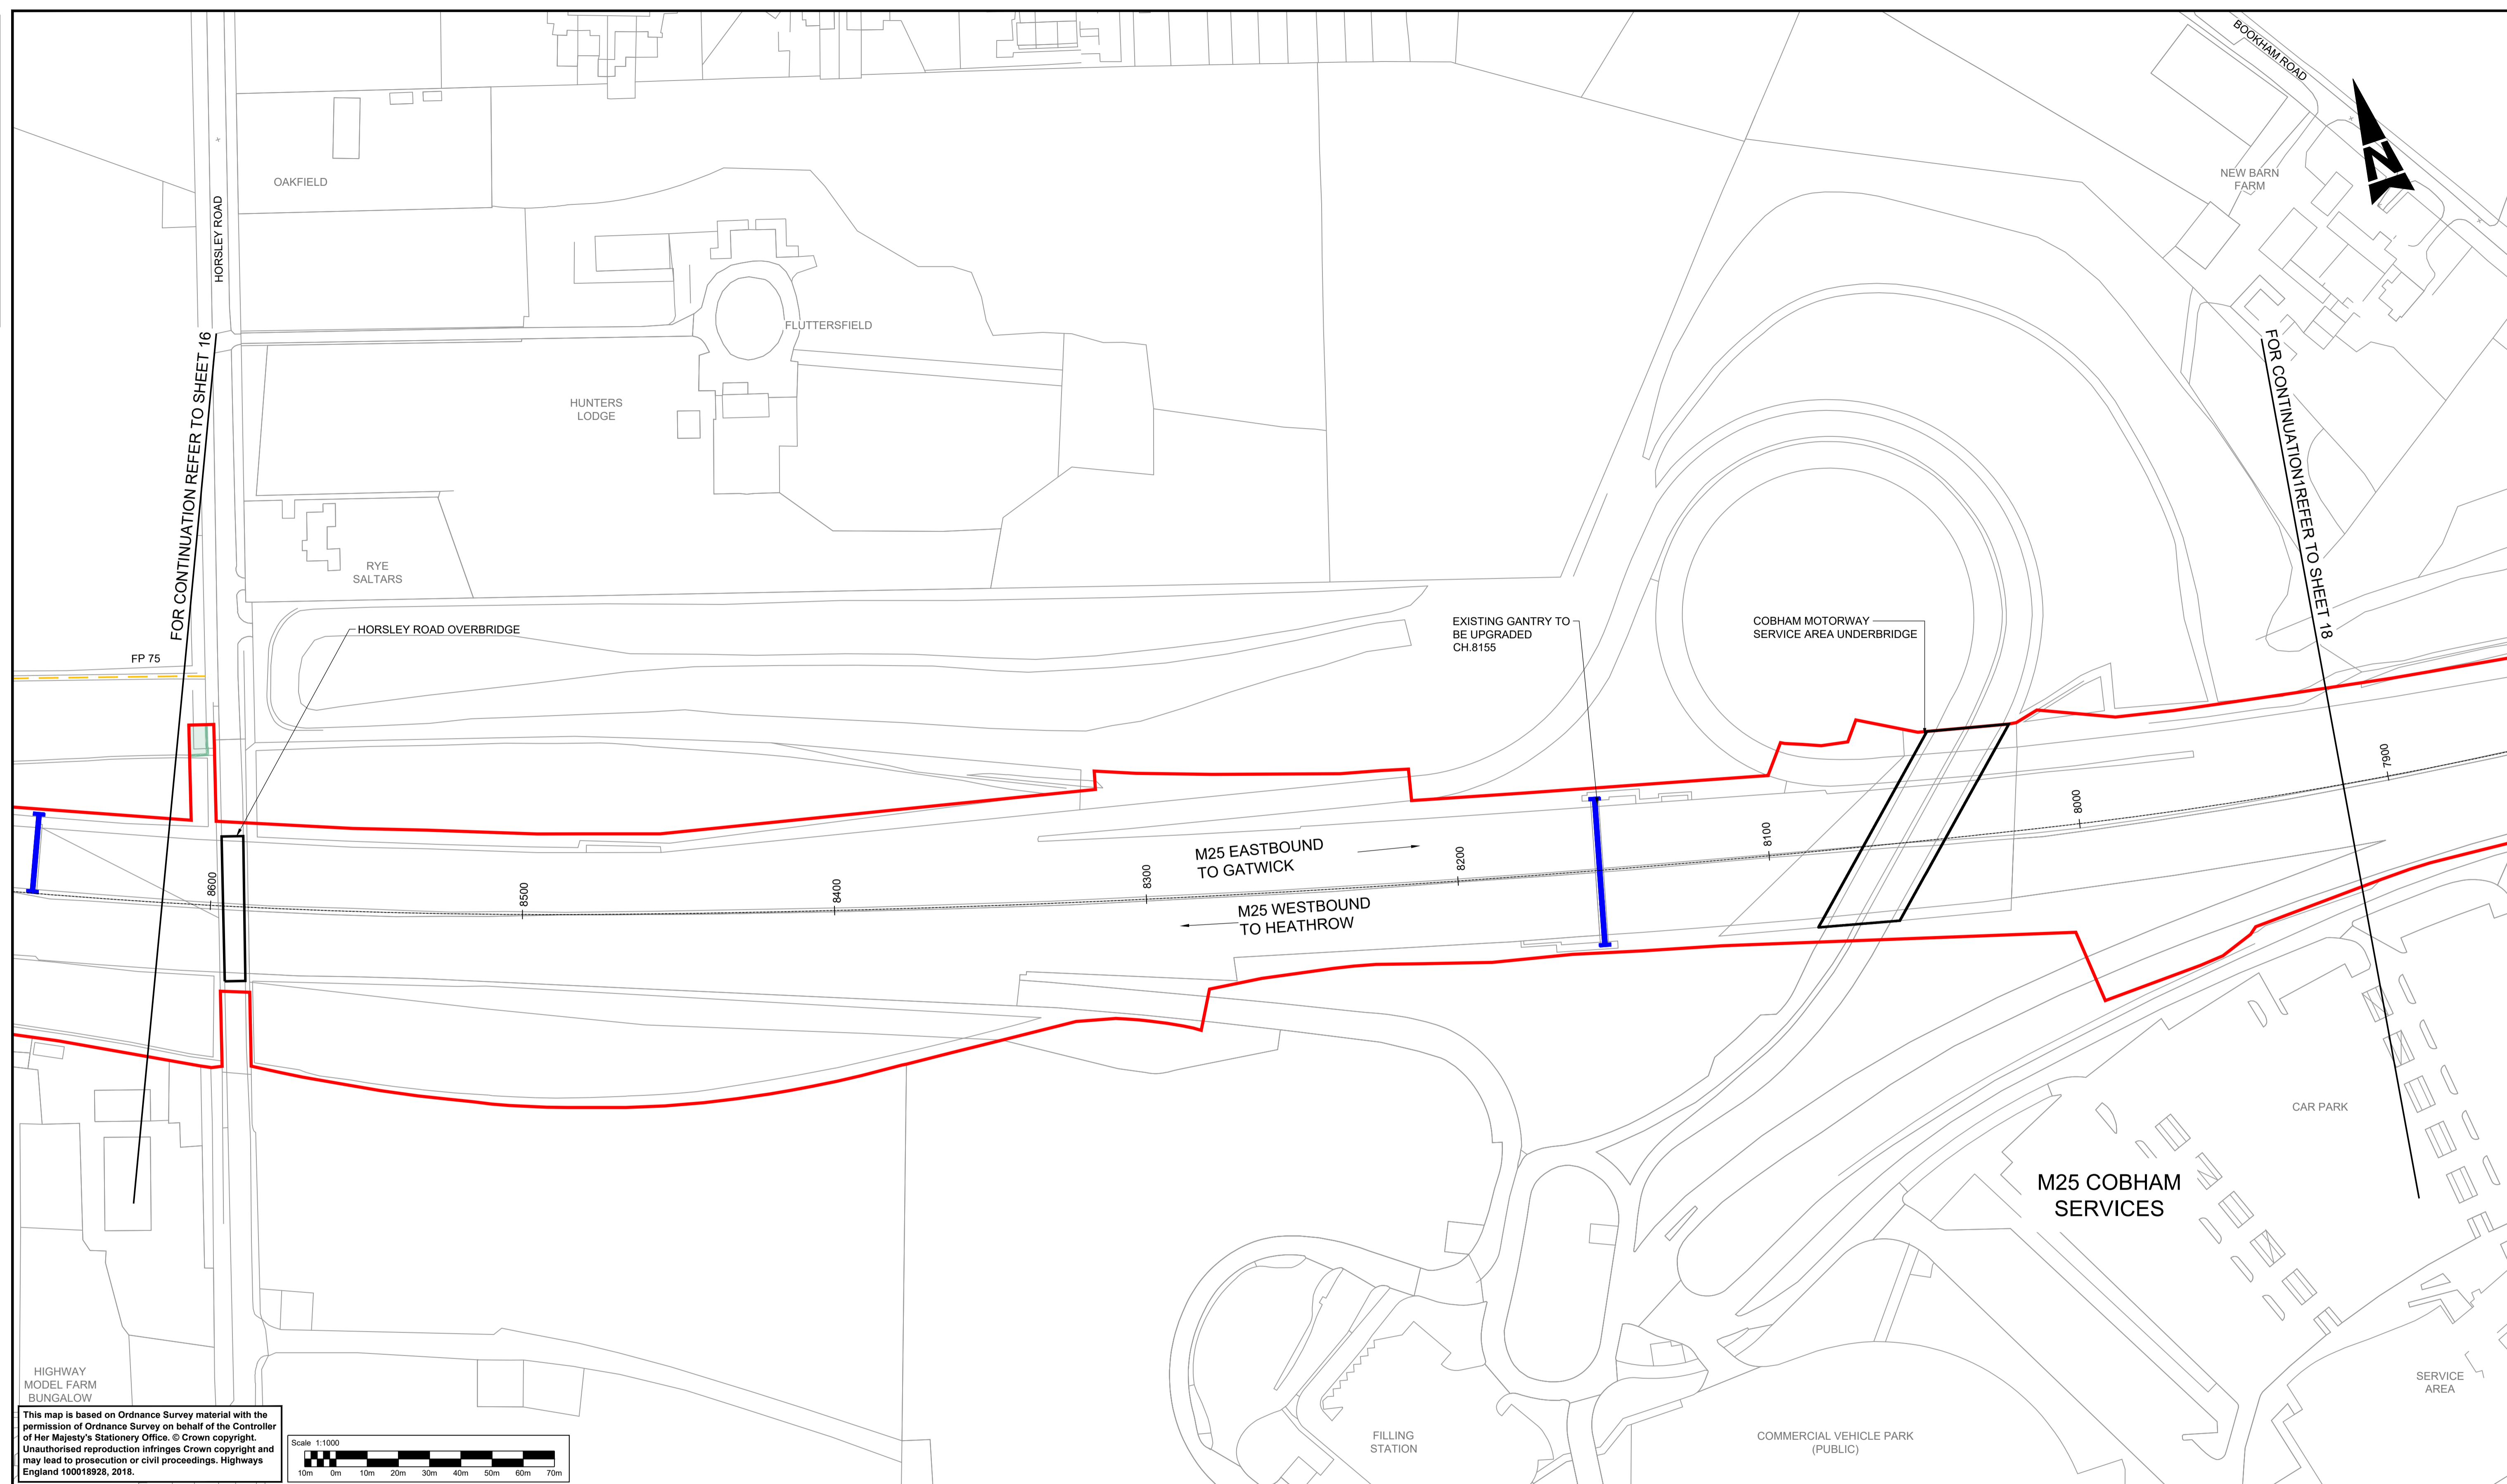 BOOKHAM ROAD
N
NEW BARN
FARM
OAKFIELD
HORSLEY ROAD
FLUTTERSFIELD
FOR CONTINUATION REFER TO SHEET 16
FOR CONTINUATION1REFER TO SHEET 18
HUNTERS
LODGE
RYE
SALTARS
HORSLEY ROAD OVERBRIDGE
EXISTING GANTRY TO
BE UPGRADED
CH.8155
COBHAM MOTORWAY
SERVICE AREA UNDERBRIDGE
FP 75
8600
8500
8400
8300
8200
8100
8000
7900
M25 EASTBOUND
TO GATWICK
M25 WESTBOUND
TO HEATHROW
CAR PARK
M25 COBHAM
SERVICES
HIGHWAY
MODEL FARM
BUNGALOW
SERVICE
AREA
FILLING
STATION
COMMERCIAL VEHICLE PARK
(PUBLIC)
This map is based on Ordnance Survey material with the
permission of Ordnance Survey on behalf of the Controller
of Her Majesty's Stationery Office. © Crown copyright.
Unauthorised reproduction infringes Crown copyright and
may lead to prosecution or civil proceedings. Highways
England 100018928, 2018.
Scale 1:1000
10m 0m 10m 20m 30m 40m 50m 60m 70m